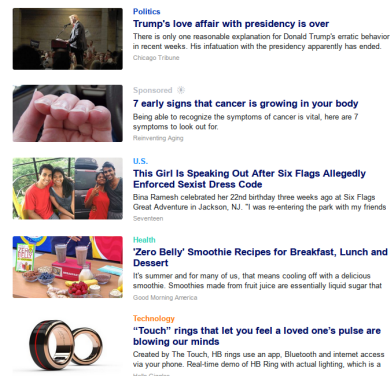 Politics
Trump's love affair with presidency is over
There is only one reasonable explanation for Donald Trump's erratic behavior
in recent weeks. His infatuation with the presidency apparently has ended.
Chicago Tribune
Sponsored
7 early signs that cancer is growing in your body
Being able to recognize the symptoms of cancer is vital, here are 7
symptoms to look out for.
Reinventing Aging
U.S.
This Girl Is Speaking Out After Six Flags Allegedly
Enforced Sexist Dress Code
Bina Ramesh celebrated her 22nd birthday three weeks ago at Six Flags
Great Adventure in Jackson, NJ. "I was re-entering the park with my friends
Seventeen
Health
'Zero Belly' Smoothie Recipes for Breakfast, Lunch and
Dessert
It's summer and for many of us, that means cooling off with a delicious
smoothie. Smoothies made from fruit juice are essentially liquid sugar that
Good Morning America
ZERO
BELLY
Technology
“Touch” rings that let you feel a loved one's pulse are
blowing our minds
Created by The Touch, HB rings use an app, Bluetooth and internet access
via your phone. Real-time demo of HB Ring with actual lighting, which is a